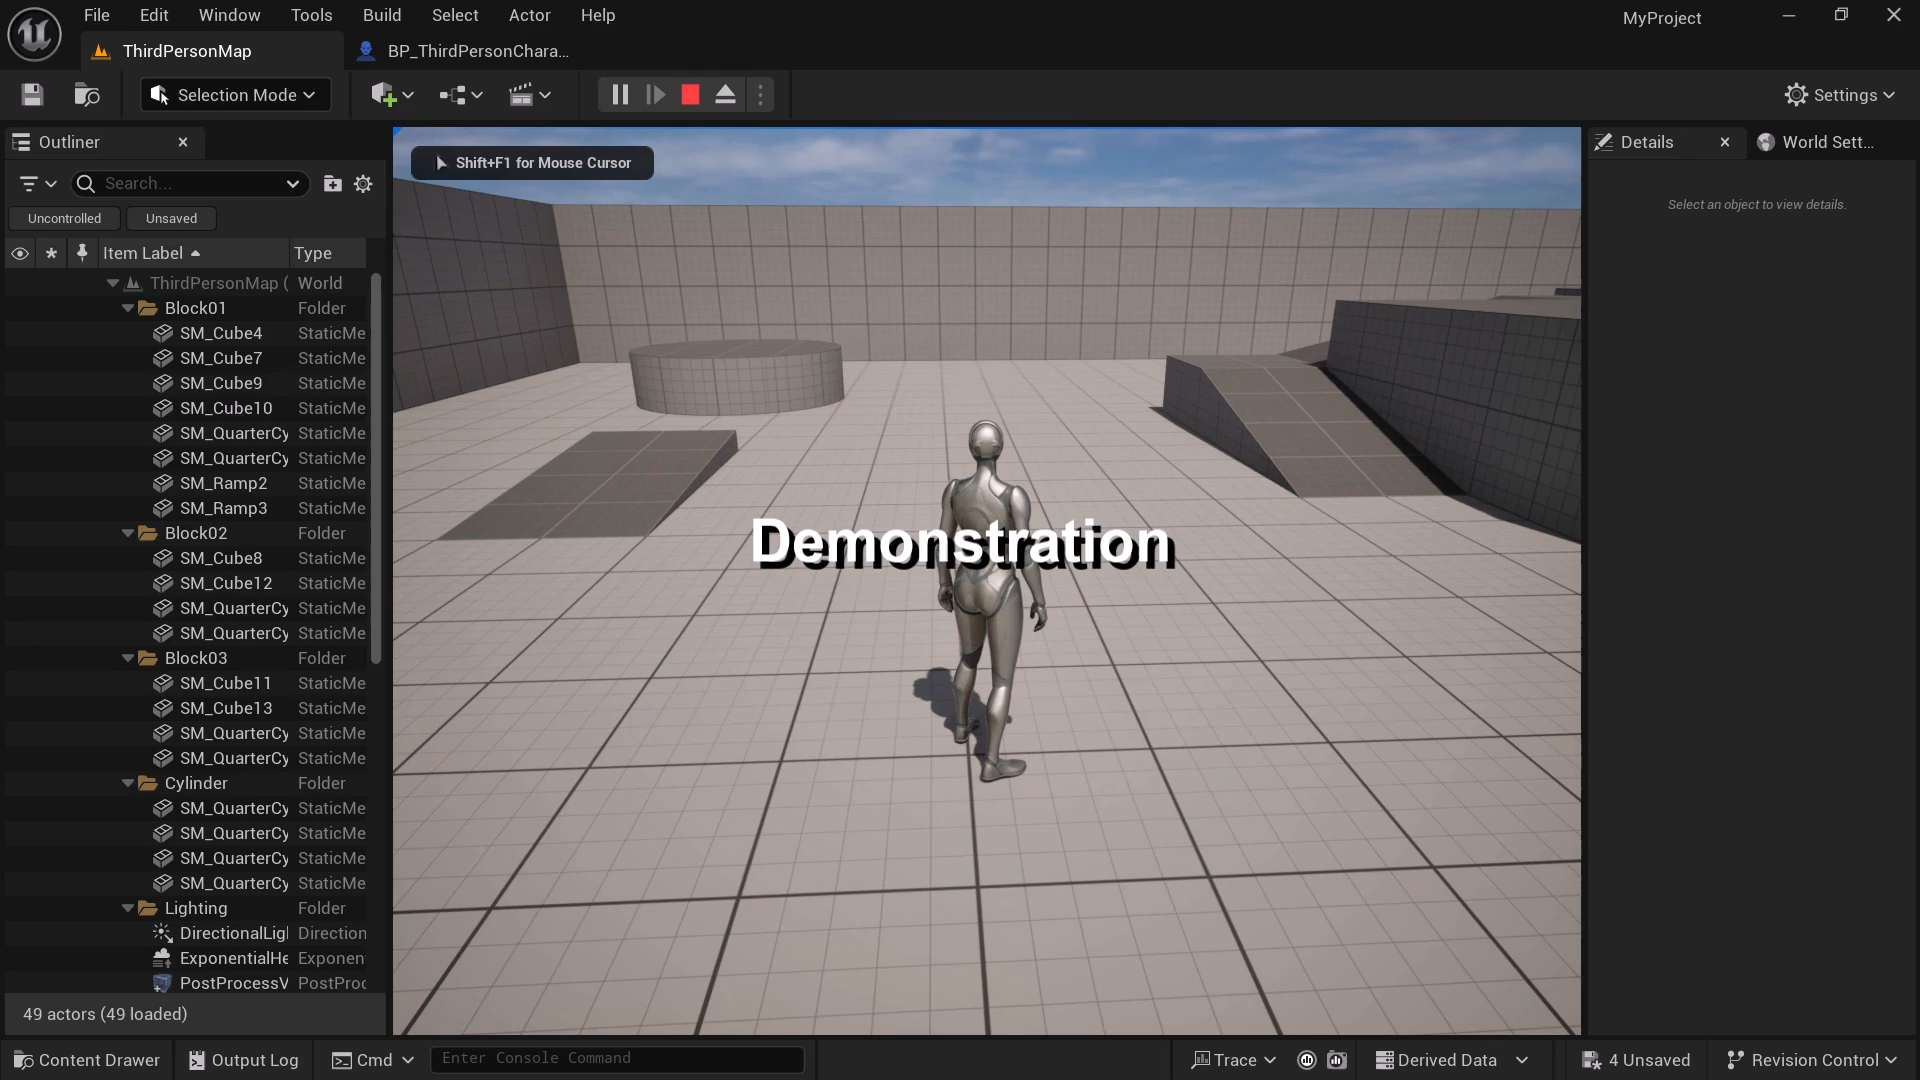 File Edit Window Tools Build Select Actor Help
MyProject
ThirdPersonMap
BP_ThirdPersonChara...
Selection Mode
Settings
Outliner
Details
World Sett...
Shift+F1 for Mouse Cursor
Search...
Select an object to view details.
Uncontrolled
Unsaved
Item Label
Type
ThirdPersonMap ( World
Block01 Folder
SM_Cube4 StaticMe
SM_Cube7 StaticMe
SM_Cube9 StaticMe
SM_Cube10 StaticMe
SM_QuarterCy StaticMe
SM_QuarterCy StaticMe
SM_Ramp2 StaticMe
SM_Ramp3 StaticMe
Block02 Folder
SM_Cube8 StaticMe
SM_Cube12 StaticMe
SM_QuarterCy StaticMe
SM_QuarterCy StaticMe
Block03 Folder
SM_Cube11 StaticMe
SM_Cube13 StaticMe
SM_QuarterCy StaticMe
SM_QuarterCy StaticMe
Cylinder Folder
SM_QuarterCy StaticMe
SM_QuarterCy StaticMe
SM_QuarterCy StaticMe
SM_QuarterCy StaticMe
Lighting Folder
DirectionalLigl Direction
ExponentialHe Exponen
PostProcessV PostProc
Demonstration
49 actors (49 loaded)
Content Drawer
Output Log
Cmd
Enter Console Command
Trace
Derived Data
4 Unsaved
Revision Control